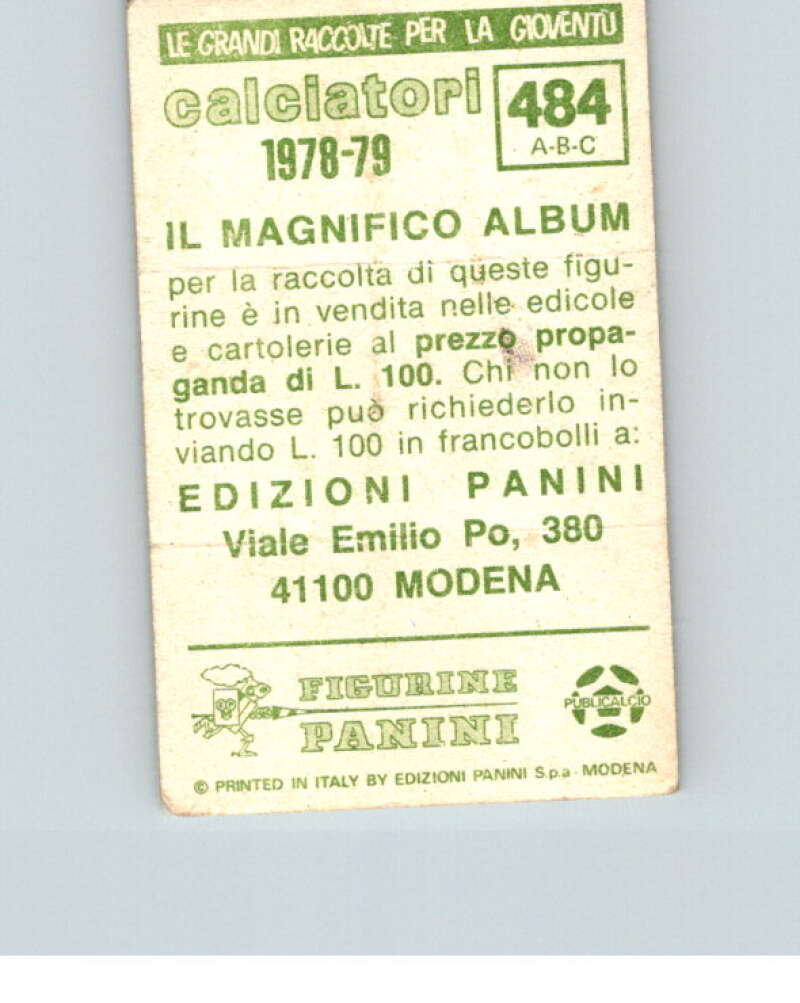 LE GRANDI RACCOLTE PER LA GIOVENTÙ
calciatori
1978-79
484
A-B-C
IL MAGNIFICO ALBUM
per la raccolta di queste figu-
rine è in vendita nelle edicole
e cartolerie al prezzo propa-
ganda di L. 100. Chi non lo
trovasse può richiederlo in-
viando L. 100 in francobolli a:
EDIZIONI PANINI
Viale Emilio Po, 380
41100 MODENA
FIGURINE
PANINI
PUBLICALCIO
© PRINTED IN ITALY BY EDIZIONI PANINI S.p.a - MODENA